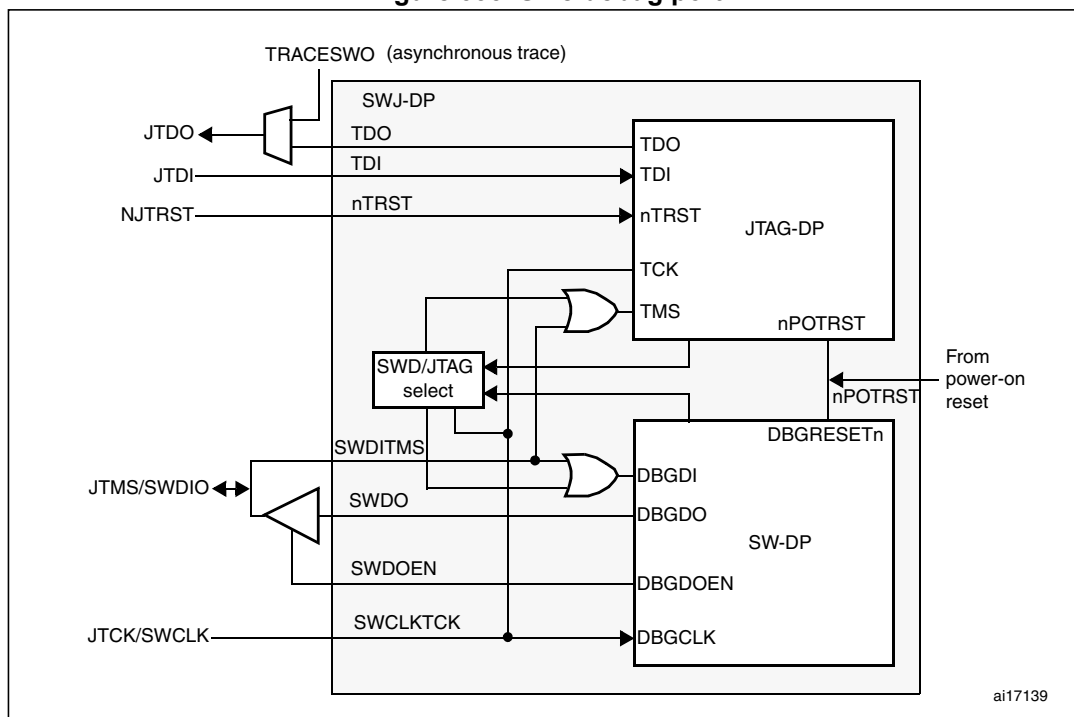 TRACESWO (asynchronous trace)
SWJ-DP
JTDO
TDO
TDO
TDI
JTDI
TDI
nTRST
NJTRST
nTRST
JTAG-DP
TCK
TMS
nPOTRST
SWD/JTAG
select
From
power-on
reset
nPOTRST
DBGRESETn
SWDITMS
DBGDI
JTMS/SWDIO
SWDO
DBGDO
SW-DP
SWDOEN
DBGDOEN
SWCLKTCK
JTCK/SWCLK
DBGCLK
ai17139